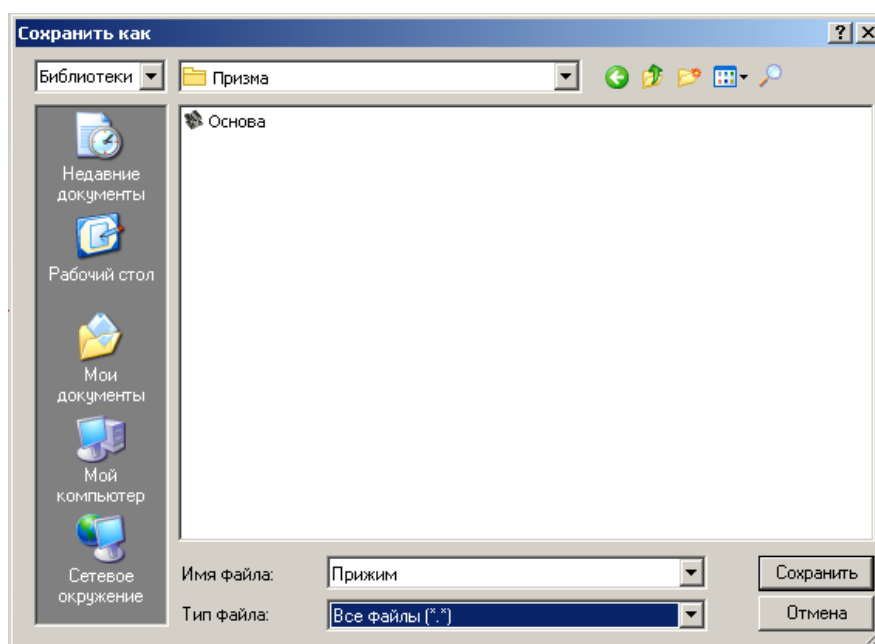 Сохранить как
Библиотеки
Призма
Основа
Недавние
документы
Рабочий стол
Мои
документы
Мой
компьютер
Сетевое
окружение
Имя файла:
Прижим
Сохранить
Тип файла:
Все файлы (*.*)
Отмена